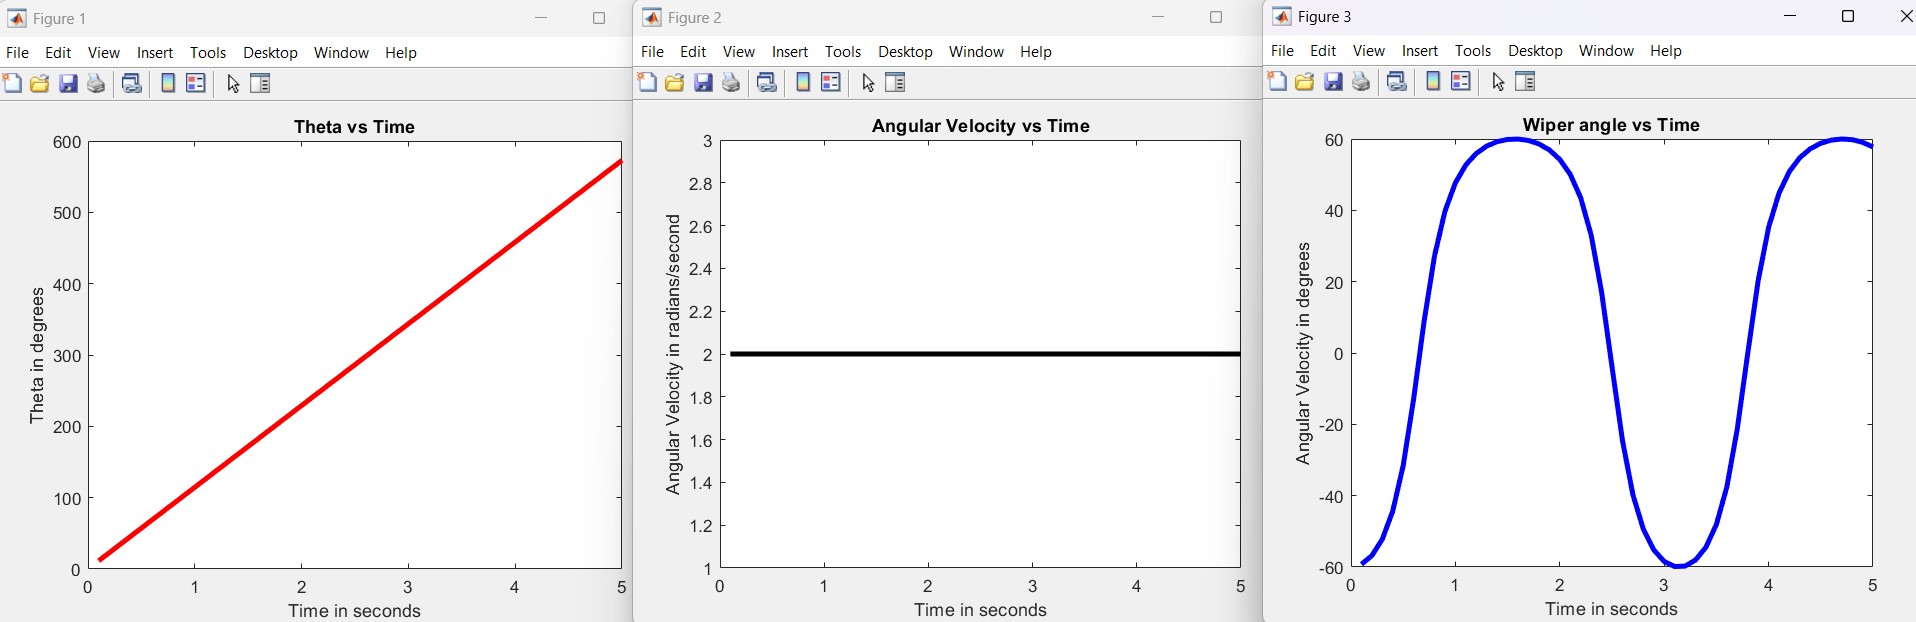 Figure 1
File Edit View Insert Tools Desktop Window Help
Theta vs Time
600
500
400
300
200
100
0
Theta in degrees
0 1 2 3 4 5
Time in seconds
Figure 2
File Edit View Insert Tools Desktop Window Help
Angular Velocity vs Time
3
2.8
2.6
2.4
2.2
2
1.8
1.6
1.4
1.2
1
Angular Velocity in radians/second
0 1 2 3 4 5
Time in seconds
Figure 3
File Edit View Insert Tools Desktop Window Help
Wiper angle vs Time
60
40
20
0
-20
-40
-60
Angular Velocity in degrees
0 1 2 3 4 5
Time in seconds